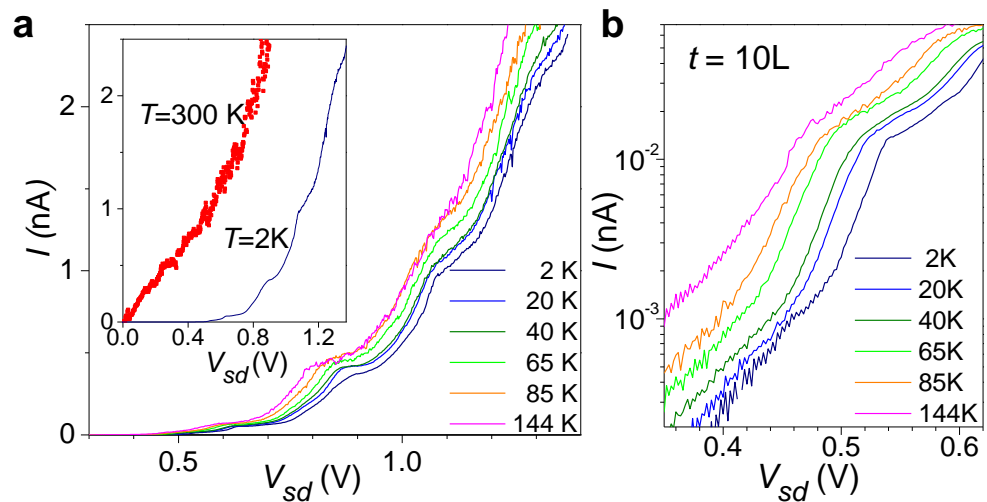 a
I (nA)
2
1
0
0.5
1.0
V_sd (V)
2
1
0
0.0
0.4
0.8
1.2
V_sd (V)
T=300 K
T=2K
2 K
20 K
40 K
65 K
85 K
144 K
b
t = 10L
I (nA)
10^-2
10^-3
0.4
0.5
0.6
V_sd (V)
2K
20K
40K
65K
85K
144K